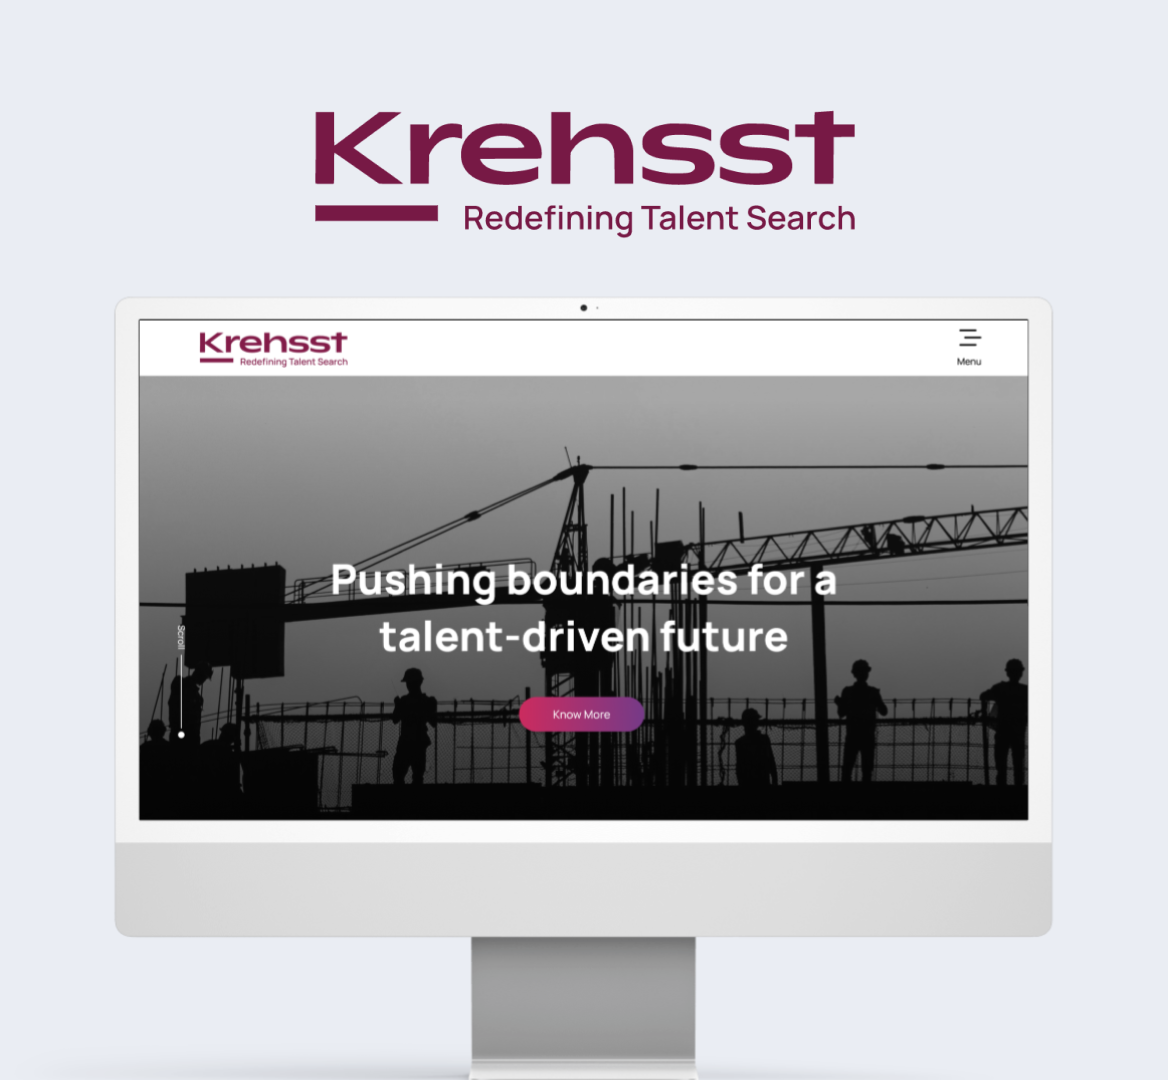 Krehsst
Redefining Talent Search
Krehsst
Redefining Talent Search
Menu
Pushing boundaries for a
talent-driven future
Scroll
Know More